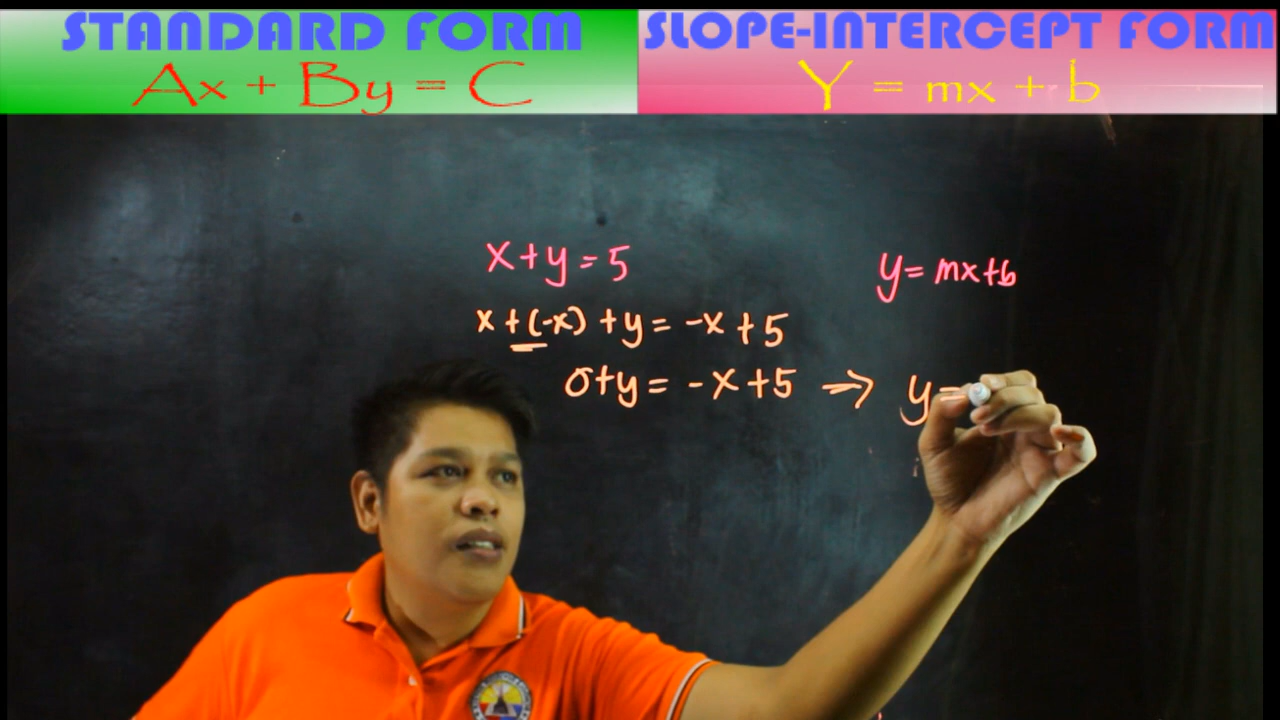 STANDARD FORM
Ax + By = C
SLOPE-INTERCEPT FORM
Y = mx + b
x+y=5
y=mx+b
x+(-x)+y=-x+5
0+y=-x+5 ⇒ y=